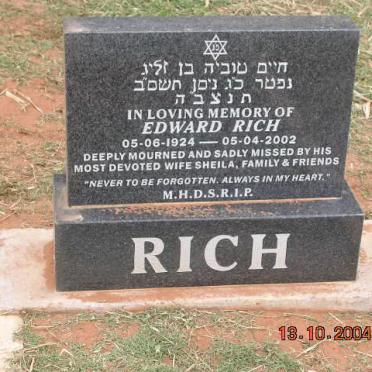 פנ
חיים טוביה בן זליג
נפטר כ'ג ניסן תשס'ב
תנצבה
IN LOVING MEMORY OF
EDWARD RICH
05-06-1924 — 05-04-2002
DEEPLY MOURNED AND SADLY MISSED BY HIS
MOST DEVOTED WIFE SHEILA, FAMILY & FRIENDS
"NEVER TO BE FORGOTTEN. ALWAYS IN MY HEART."
M.H.D.S.R.I.P.
RICH
13.10.2004